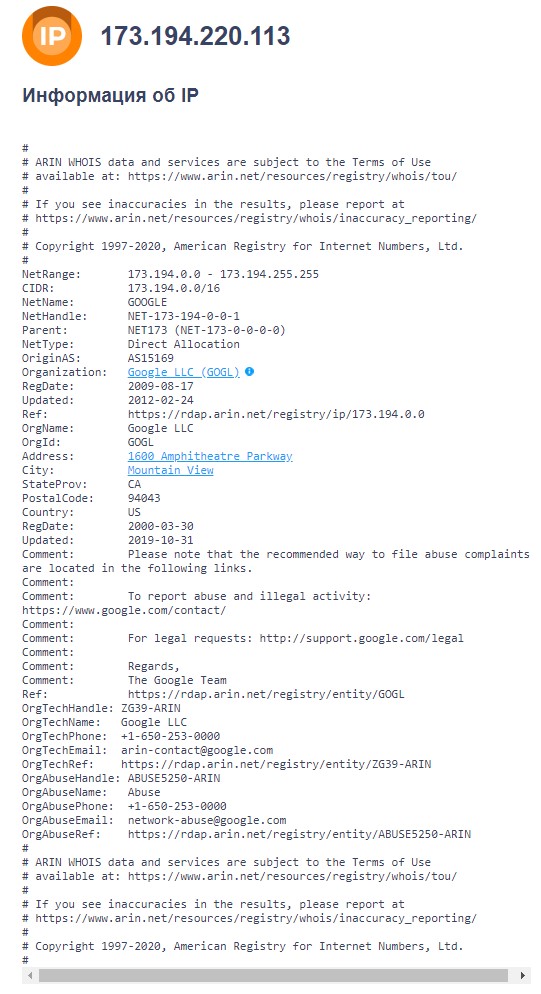 IP 173.194.220.113
Информация об IP
#
# ARIN WHOIS data and services are subject to the Terms of Use
# available at: https://www.arin.net/resources/registry/whois/tou/
#
# If you see inaccuracies in the results, please report at
# https://www.arin.net/resources/registry/whois/inaccuracy_reporting/
#
# Copyright 1997-2020, American Registry for Internet Numbers, Ltd.
#
NetRange: 173.194.0.0 - 173.194.255.255
CIDR: 173.194.0.0/16
NetName: GOOGLE
NetHandle: NET-173-194-0-0-1
Parent: NET173 (NET-173-0-0-0-0)
NetType: Direct Allocation
OriginAS: AS15169
Organization: Google LLC (GOGL)
RegDate: 2009-08-17
Updated: 2012-02-24
Ref: https://rdap.arin.net/registry/ip/173.194.0.0
OrgName: Google LLC
OrgId: GOGL
Address: 1600 Amphitheatre Parkway
City: Mountain View
StateProv: CA
PostalCode: 94043
Country: US
RegDate: 2000-03-30
Updated: 2019-10-31
Comment: Please note that the recommended way to file abuse complaints
are located in the following links.
Comment:
Comment: To report abuse and illegal activity:
https://www.google.com/contact/
Comment:
Comment: For legal requests: http://support.google.com/legal
Comment:
Comment: Regards,
Comment: The Google Team
Ref: https://rdap.arin.net/registry/entity/GOGL
OrgTechHandle: ZG39-ARIN
OrgTechName: Google LLC
OrgTechPhone: +1-650-253-0000
OrgTechEmail: arin-contact@google.com
OrgTechRef: https://rdap.arin.net/registry/entity/ZG39-ARIN
OrgAbuseHandle: ABUSE5250-ARIN
OrgAbuseName: Abuse
OrgAbusePhone: +1-650-253-0000
OrgAbuseEmail: network-abuse@google.com
OrgAbuseRef: https://rdap.arin.net/registry/entity/ABUSE5250-ARIN
#
# ARIN WHOIS data and services are subject to the Terms of Use
# available at: https://www.arin.net/resources/registry/whois/tou/
#
# If you see inaccuracies in the results, please report at
# https://www.arin.net/resources/registry/whois/inaccuracy_reporting/
#
# Copyright 1997-2020, American Registry for Internet Numbers, Ltd.
#